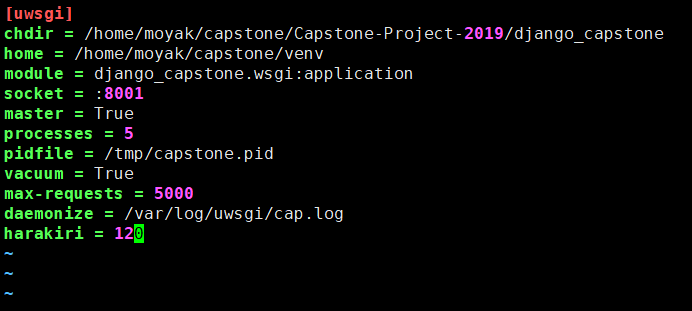 [uwsgi]
chdir = /home/moyak/capstone/Capstone-Project-2019/django_capstone
home = /home/moyak/capstone/venv
module = django_capstone.wsgi:application
socket = :8001
master = True
processes = 5
pidfile = /tmp/capstone.pid
vacuum = True
max-requests = 5000
daemonize = /var/log/uwsgi/cap.log
harakiri = 120
~
~
~